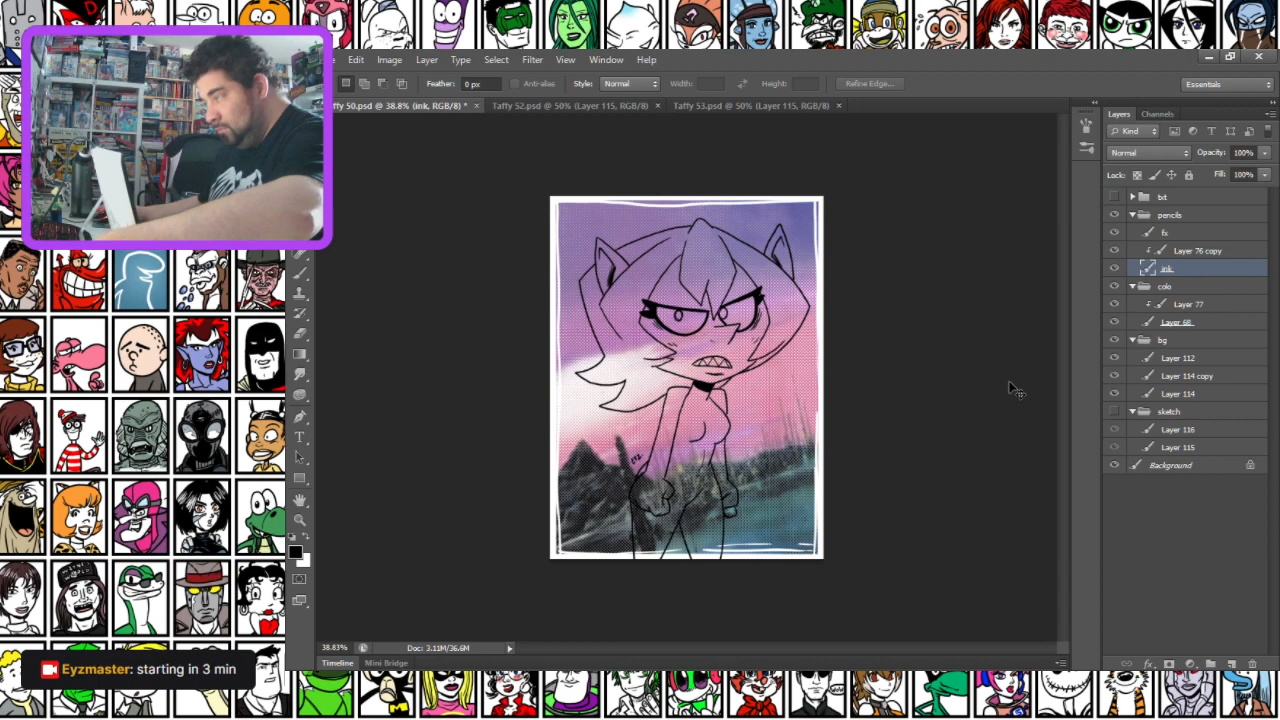 Edit Image Layer Type Select Filter View Window Help
Feather: 0 px Anti-alias Style: Normal Width: Height: Refine Edge... Essentials
ffy 50.psd @ 38.8% (ink, RGB/8) * × Taffy 52.psd @ 50% (Layer 115, RGB/8) × Taffy 53.psd @ 50% (Layer 115, RGB/8) ×
Layers Channels
Kind
Normal Opacity: 100%
Lock: Fill: 100%
txt
pencils
fx
Layer 76 copy
ink
colo
Layer 77
Layer 68
bg
Layer 112
Layer 114 copy
Layer 114
sketch
Layer 116
Layer 115
Background
38.83% Doc: 3.11M/36.6M
Timeline Mini Bridge
Eyzmaster: starting in 3 min